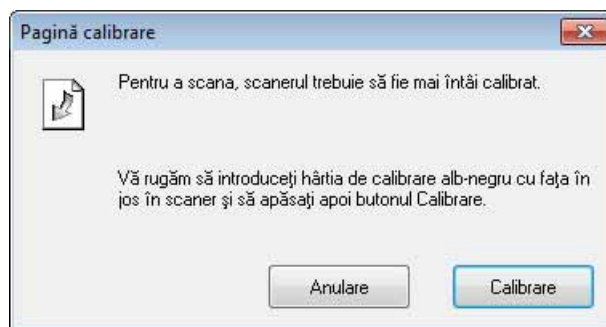 Pagină calibrare
Pentru a scana, scanerul trebuie să fie mai întâi calibrat.
Vă rugăm să introduceţi hârtia de calibrare alb-negru cu faţa în
jos în scaner şi să apăsaţi apoi butonul Calibrare.
Anulare
Calibrare